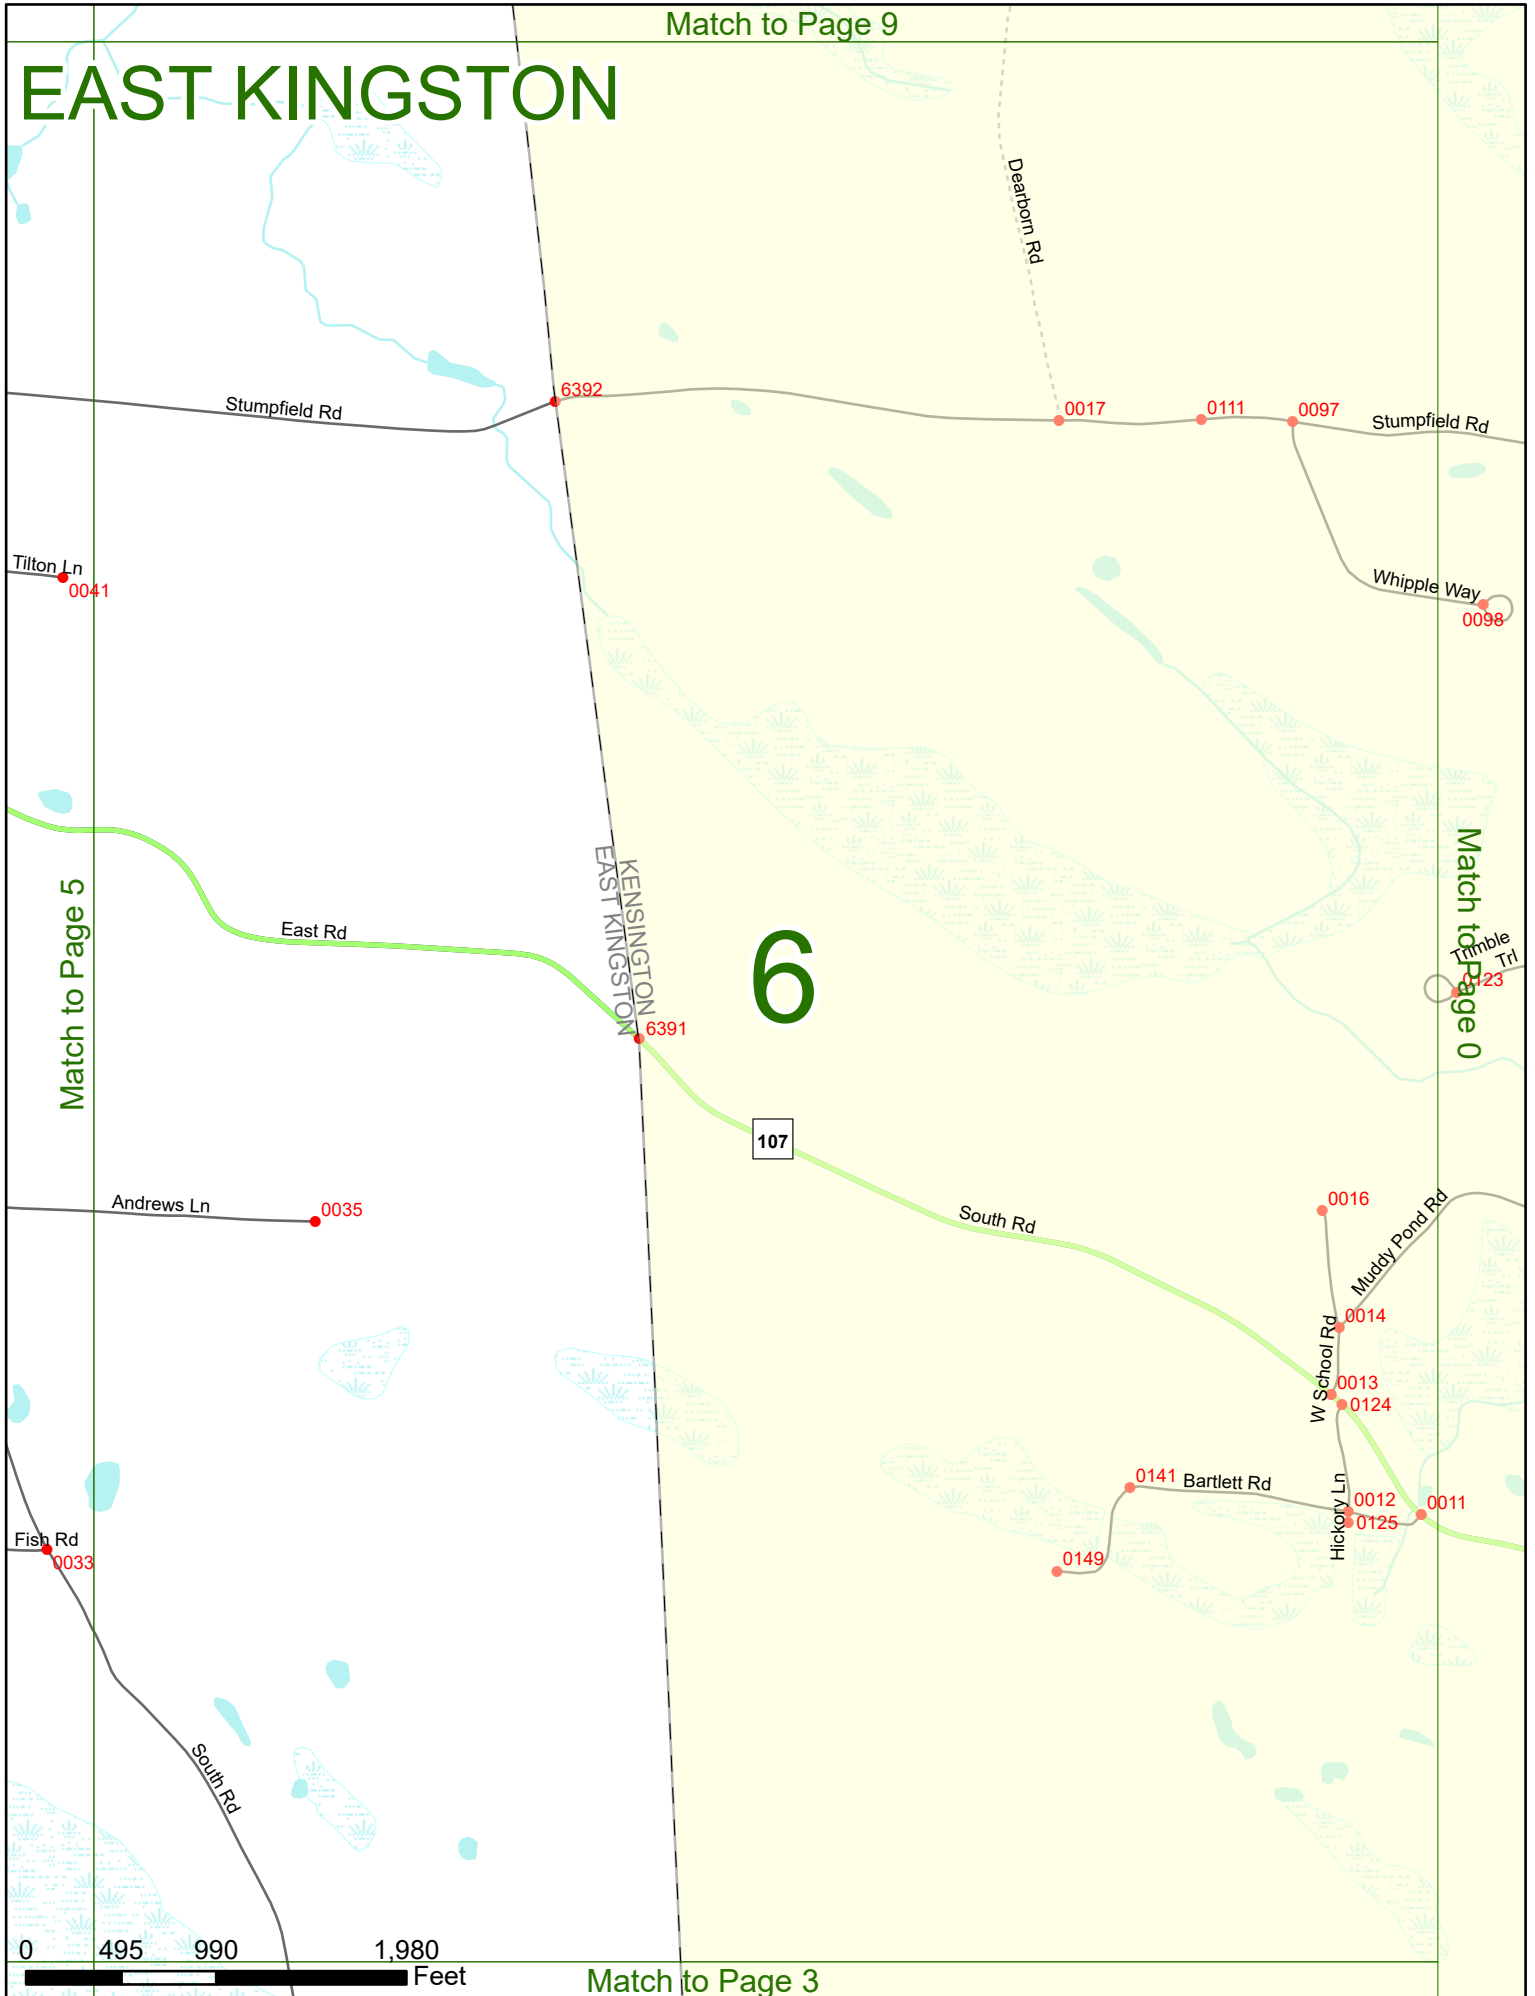 Match to Page 9
EAST KINGSTON
Dearborn Rd
6392
Stumpfield Rd
0017
0111
0097
Stumpfield Rd
Tilton Ln
0041
Whipple Way
0098
Match to Page 5
East Rd
KENSINGTON
EAST KINGSTON
6
Match to Page 0
Trimble
Trl
0123
6391
107
Andrews Ln
0035
South Rd
0016
Muddy Pond Rd
0014
W School Rd
0013
0124
0141
Bartlett Rd
Hickory Ln
0012
0011
0125
Fish Rd
0033
0149
South Rd
0 495 990 1,980
Feet
Match to Page 3